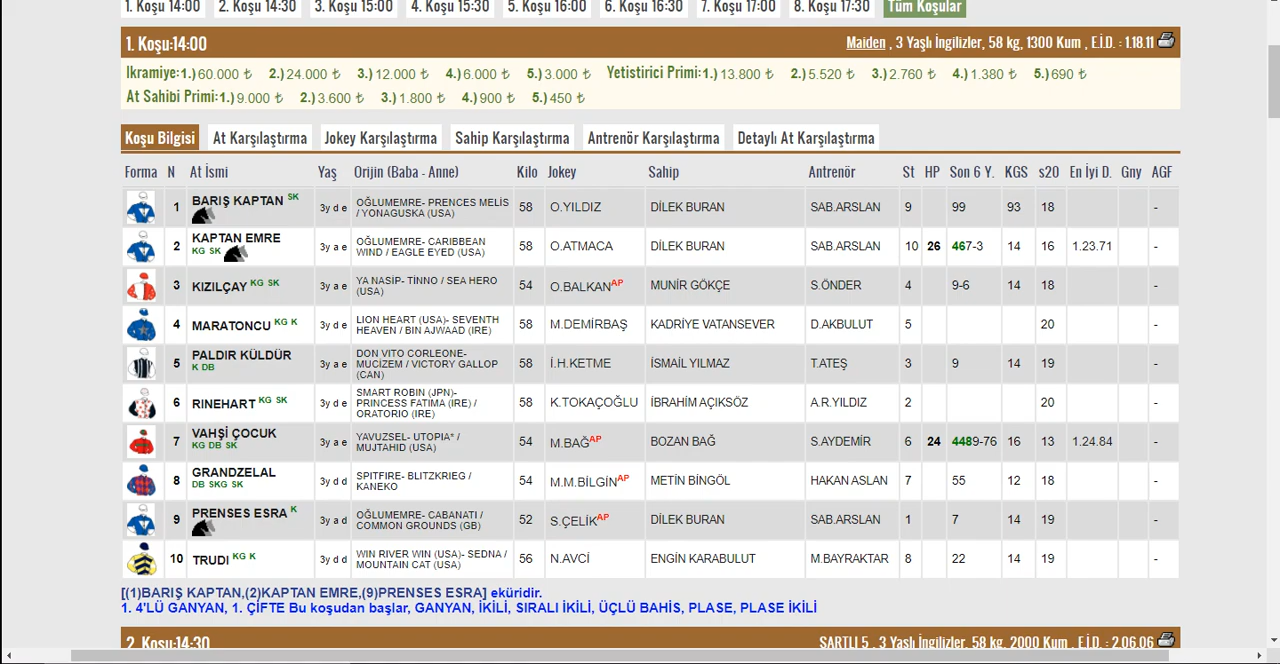 1. Koşu 14:00 2. Koşu 14:30 3. Koşu 15:00 4. Koşu 15:30 5. Koşu 16:00 6. Koşu 16:30 7. Koşu 17:00 8. Koşu 17:30 Tüm Koşular
1. Koşu:14:00 Maiden , 3 Yaşlı İngilizler, 58 kg, 1300 Kum , E.İ.D. : 1.18.11
Ikramiye:1.) 60.000 ₺ 2.) 24.000 ₺ 3.) 12.000 ₺ 4.) 6.000 ₺ 5.) 3.000 ₺ Yetistirici Primi:1.) 13.800 ₺ 2.) 5.520 ₺ 3.) 2.760 ₺ 4.) 1.380 ₺ 5.) 690 ₺
At Sahibi Primi:1.) 9.000 ₺ 2.) 3.600 ₺ 3.) 1.800 ₺ 4.) 900 ₺ 5.) 450 ₺
Koşu Bilgisi At Karşılaştırma Jokey Karşılaştırma Sahip Karşılaştırma Antrenör Karşılaştırma Detaylı At Karşılaştırma
Forma N At İsmi Yaş Orijin (Baba - Anne) Kilo Jokey Sahip Antrenör St HP Son 6 Y. KGS s20 En İyi D. Gny AGF
1 BARIŞ KAPTAN SK 3y d e OĞLUMEMRE- PRENCES MELİS / YONAGUSKA (USA) 58 O.YILDIZ DİLEK BURAN SAB.ARSLAN 9 99 93 18 -
2 KAPTAN EMRE KG SK 3y a e OĞLUMEMRE- CARIBBEAN WIND / EAGLE EYED (USA) 58 O.ATMACA DİLEK BURAN SAB.ARSLAN 10 26 467-3 14 16 1.23.71 -
3 KIZILÇAY KG SK 3y a e YA NASİP- TİNNO / SEA HERO (USA) 54 O.BALKAN AP MUNİR GÖKÇE S.ÖNDER 4 9-6 14 18 -
4 MARATONCU KG K 3y d e LION HEART (USA)- SEVENTH HEAVEN / BIN AJWAAD (IRE) 58 M.DEMİRBAŞ KADRİYE VATANSEVER D.AKBULUT 5 20 -
5 PALDIR KÜLDÜR K DB 3y a e DON VITO CORLEONE- MUCİZEM / VICTORY GALLOP (CAN) 58 İ.H.KETME İSMAİL YILMAZ T.ATEŞ 3 9 14 19 -
6 RINEHART KG SK 3y d e SMART ROBIN (JPN)- PRINCESS FATIMA (IRE) / ORATORIO (IRE) 58 K.TOKAÇOĞLU İBRAHİM AÇIKSÖZ A.R.YILDIZ 2 20 -
7 VAHŞİ ÇOCUK KG DB SK 3y a e YAVUZSEL- UTOPIA* / MUJTAHID (USA) 54 M.BAĞ AP BOZAN BAĞ S.AYDEMİR 6 24 4489-76 16 13 1.24.84 -
8 GRANDZELAL DB SKG SK 3y d d SPITFIRE- BLITZKRIEG / KANEKO 54 M.M.BİLGİN AP METİN BİNGÖL HAKAN ASLAN 7 55 12 18 -
9 PRENSES ESRA K 3y a d OĞLUMEMRE- CABANATI / COMMON GROUNDS (GB) 52 S.ÇELİK AP DİLEK BURAN SAB.ARSLAN 1 7 14 19 -
10 TRUDI KG K 3y d d WIN RIVER WIN (USA)- SEDNA / MOUNTAIN CAT (USA) 56 N.AVCİ ENGİN KARABULUT M.BAYRAKTAR 8 22 14 19 -
[(1)BARIŞ KAPTAN,(2)KAPTAN EMRE,(9)PRENSES ESRA] eküridir.
1. 4'LÜ GANYAN, 1. ÇİFTE Bu koşudan başlar, GANYAN, İKİLİ, SIRALI İKİLİ, ÜÇLÜ BAHİS, PLASE, PLASE İKİLİ
2. Koşu:14:30 ŞARTLI 5 , 3 Yaşlı İngilizler, 58 kg, 2000 Kum , E.İ.D. : 2.06.06